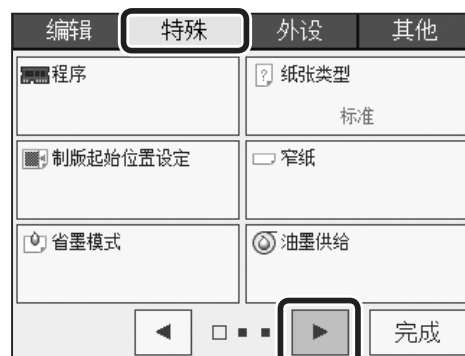 编辑 特殊 外设 其他
程序 纸张类型
标准
制版起始位置设定 窄纸
省墨模式 油墨供给
完成